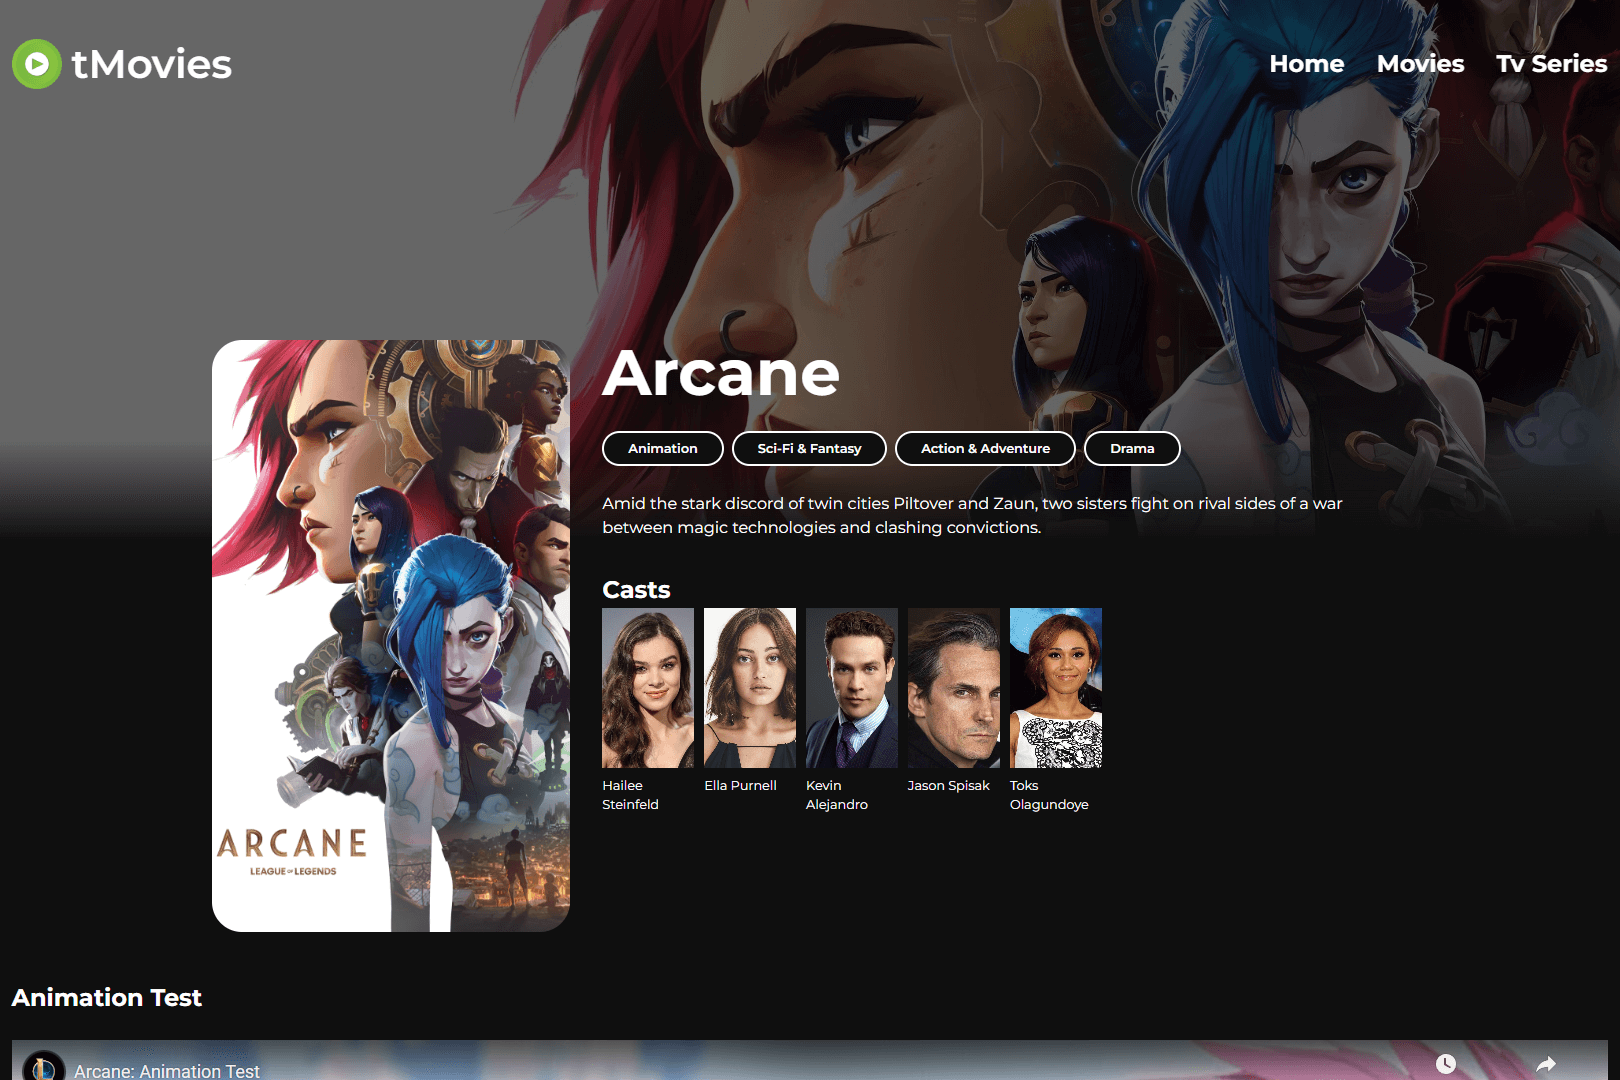 tMovies
Home Movies Tv Series
Arcane
Animation Sci-Fi & Fantasy Action & Adventure Drama
Amid the stark discord of twin cities Piltover and Zaun, two sisters fight on rival sides of a war
between magic technologies and clashing convictions.
Casts
Hailee
Steinfeld
Ella Purnell
Kevin
Alejandro
Jason Spisak
Toks
Olagundoye
ARCANE
LEAGUE OF LEGENDS
Animation Test
Arcane: Animation Test